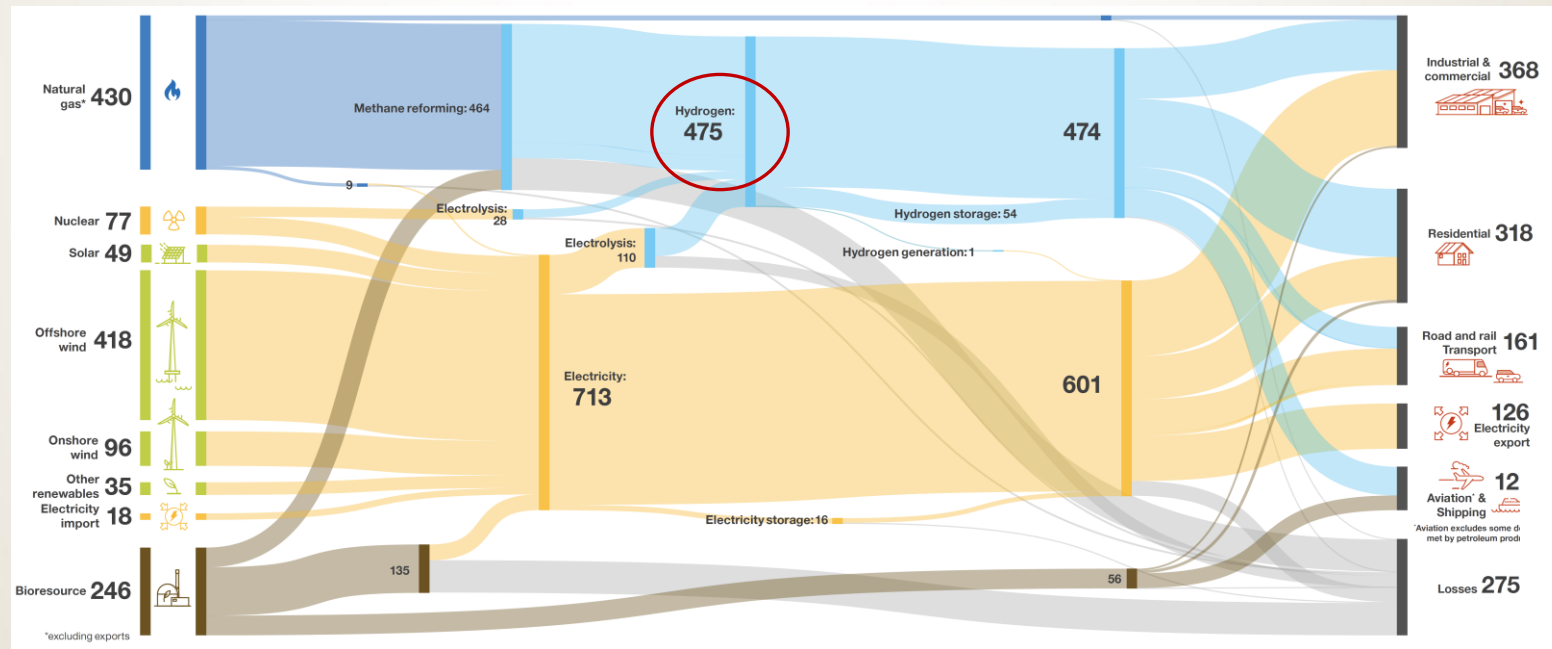 Natural
gas* 430
Nuclear 77
Solar 49
Offshore
wind 418
Onshore
wind 96
Other
renewables 35
Electricity
import 18
Bioresource 246
*excluding exports
Methane reforming: 464
9
Electrolysis:
28
Electrolysis:
110
Hydrogen:
475
474
Hydrogen storage: 54
Hydrogen generation: 1
Electricity:
713
601
Electricity storage: 16
135
56
Industrial &
commercial 368
Residential 318
Road and rail
Transport 161
126
Electricity
export
12
Aviation* &
Shipping
*Aviation excludes some
met by petroleum
Losses 275